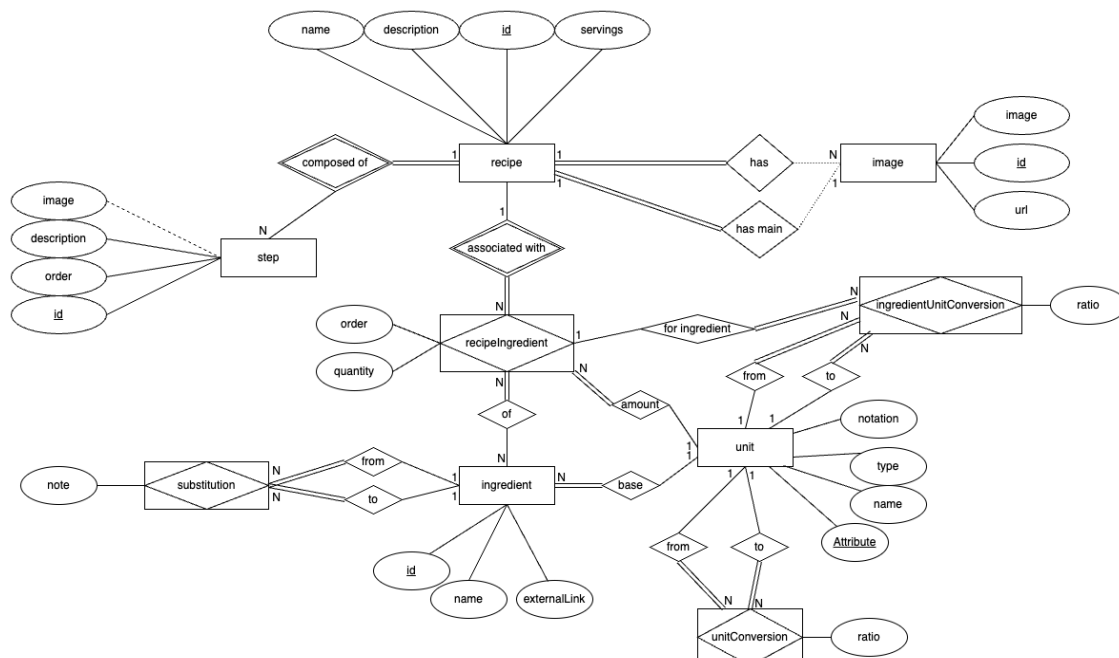 name
description
id
servings
composed of
1
recipe
1
has
N
image
image
id
url
1
1
has main
image
description
order
id
N
step
1
associated with
N
order
quantity
recipeIngredient
1
for ingredient
N
N
N
ingredientUnitConversion
ratio
N
N
of
amount
from
to
1
1
notation
type
name
Attribute
unit
1
1
1
1
note
substitution
N
N
from
to
1
1
N
ingredient
N
base
id
name
externalLink
from
to
N
N
unitConversion
ratio